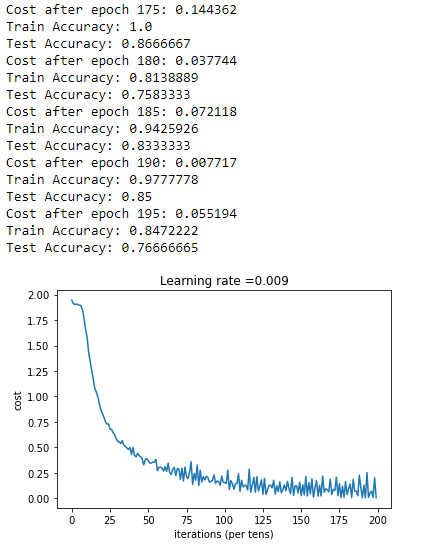 Cost after epoch 175: 0.144362
Train Accuracy: 1.0
Test Accuracy: 0.8666667
Cost after epoch 180: 0.037744
Train Accuracy: 0.8138889
Test Accuracy: 0.7583333
Cost after epoch 185: 0.072118
Train Accuracy: 0.9425926
Test Accuracy: 0.8333333
Cost after epoch 190: 0.007717
Train Accuracy: 0.9777778
Test Accuracy: 0.85
Cost after epoch 195: 0.055194
Train Accuracy: 0.8472222
Test Accuracy: 0.76666665
Learning rate =0.009
2.00
1.75
1.50
1.25
1.00
0.75
0.50
0.25
0.00
cost
0 25 50 75 100 125 150 175 200
iterations (per tens)